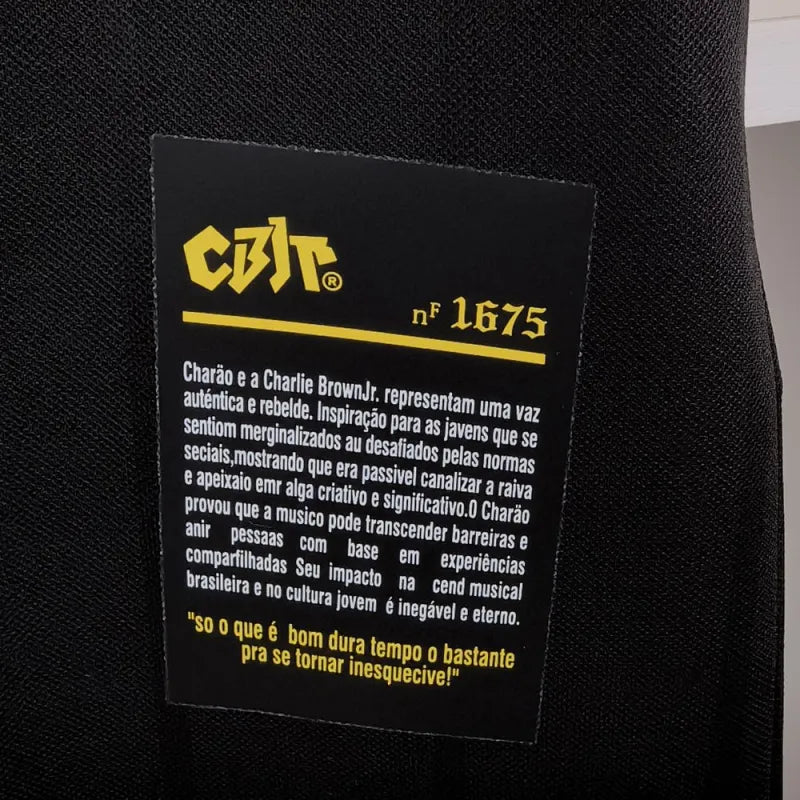 CBJr®
nF 1675
Charäo e a Charlie BrownJr. representam uma vaz
auténtica e rebelde. Inspiração para as javens que se
sentiom merginalizados au desafiados pelas normas
seciais,mostrando que era passivel canalizar a raiva
e apeixaio emr alga criativo e significativo.O Charäo
provou que a musico pode transcender barreiras e
anir pessaas com base em experiências
comparfilhadas Seu impacto na cend musical
brasileira e no cultura jovem é inegável e eterno.
"so o que é bom dura tempo o bastante
pra se tornar inesquecive!"